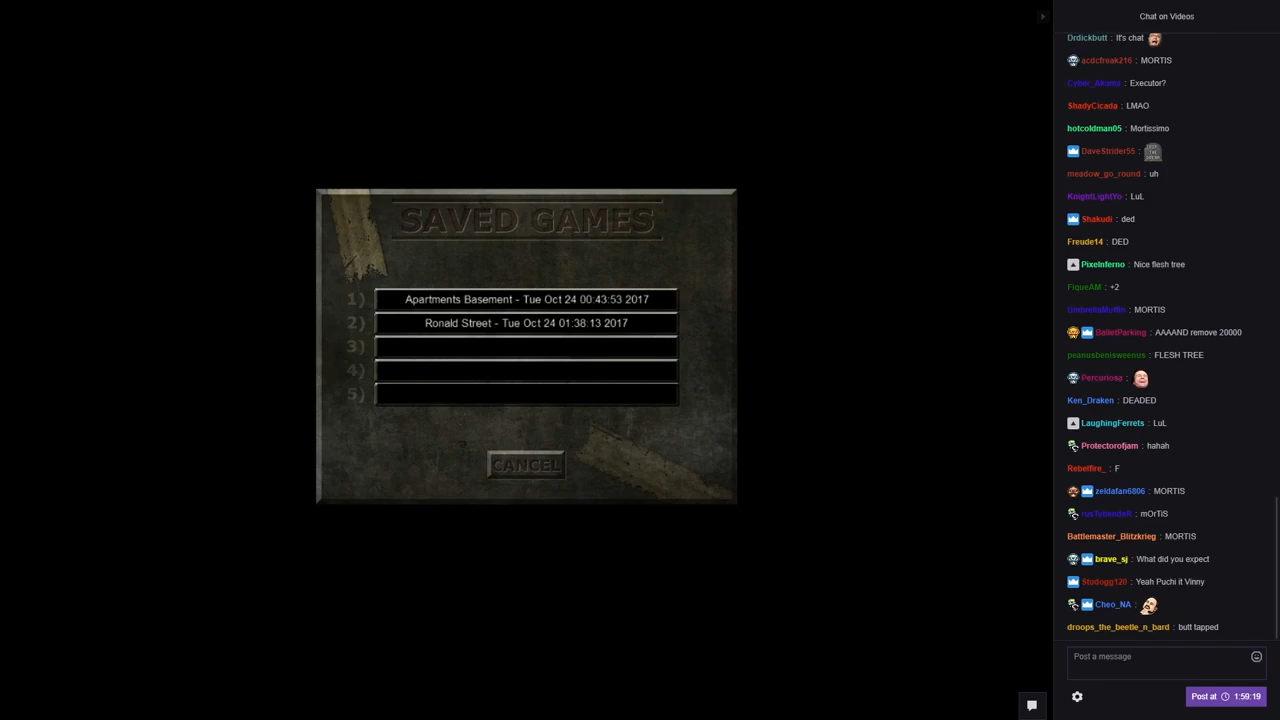 Chat on Videos
Drdickbutt : It's chat
acdcfreak216 : MORTIS
Cyber_Akuma : Executor?
ShadyCicada : LMAO
hotcoldman05 : Mortissimo
DaveStrider55 :
meadow_go_round : uh
KnightLightYo : LuL
Shakudi : ded
Freude14 : DED
PixeInferno : Nice flesh tree
FiqueAM : +2
UmbrellaMuffin : MORTIS
BalletParking : AAAAND remove 20000
peanusbenisweenus : FLESH TREE
Percuriosa :
Ken_Draken : DEADED
LaughingFerrets : LuL
Protectorofjam : hahah
Rebelfire_ : F
zeldafan6806 : MORTIS
: mOrTiS
Battlemaster_Blitzkrieg : MORTIS
brave_sj : What did you expect
Studogg120 : Yeah Puchi it Vinny
Cheo_NA :
droops_the_beetle_n_bard : butt tapped
Post a message
Post at 1:59:19
SAVED GAMES
1) Apartments Basement - Tue Oct 24 00:43:53 2017
2) Ronald Street - Tue Oct 24 01:38:13 2017
3)
4)
5)
CANCEL